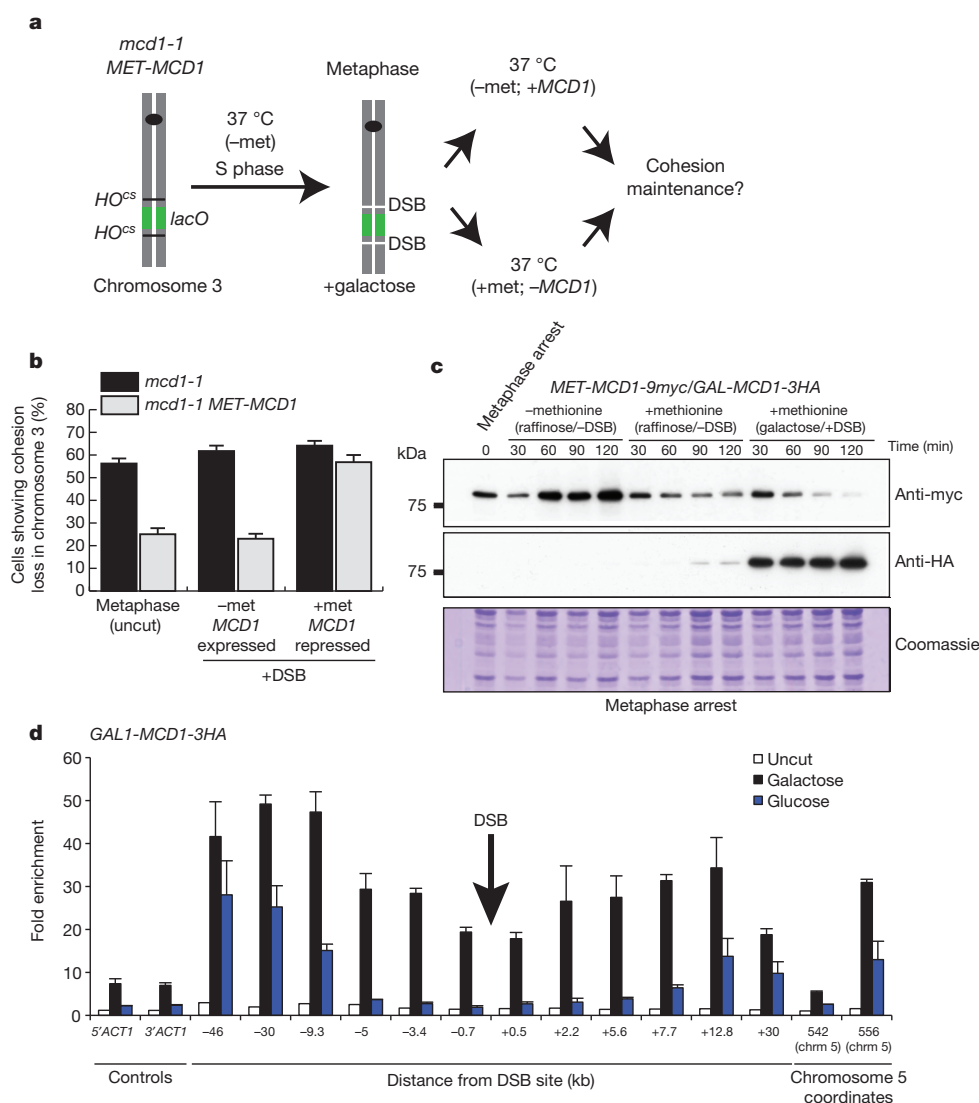 a
mcd1-1
MET-MCD1
Metaphase
37 °C
(–met; +MCD1)
37 °C
(–met)
S phase
Cohesion
maintenance?
HOcs
lacO
HOcs
DSB
DSB
37 °C
(+met; –MCD1)
Chromosome 3
+galactose
b
mcd1-1
mcd1-1 MET-MCD1
Cells showing cohesion
loss in chromosome 3 (%)
80
70
60
50
40
30
20
10
0
Metaphase
(uncut)
–met
MCD1
expressed
+met
MCD1
repressed
+DSB
c
Metaphase arrest
MET-MCD1-9myc/GAL-MCD1-3HA
–methionine
(raffinose/–DSB)
+methionine
(raffinose/–DSB)
+methionine
(galactose/+DSB)
kDa
0 30 60 90 120 30 60 90 120 30 60 90 120 Time (min)
75
Anti-myc
75
Anti-HA
Coomassie
Metaphase arrest
d
GAL1-MCD1-3HA
Fold enrichment
60
50
40
30
20
10
0
Uncut
Galactose
Glucose
DSB
5′ACT1 3′ACT1 –46 –30 –9.3 –5 –3.4 –0.7 +0.5 +2.2 +5.6 +7.7 +12.8 +30 542 556
(chrm 5) (chrm 5)
Controls
Distance from DSB site (kb)
Chromosome 5
coordinates